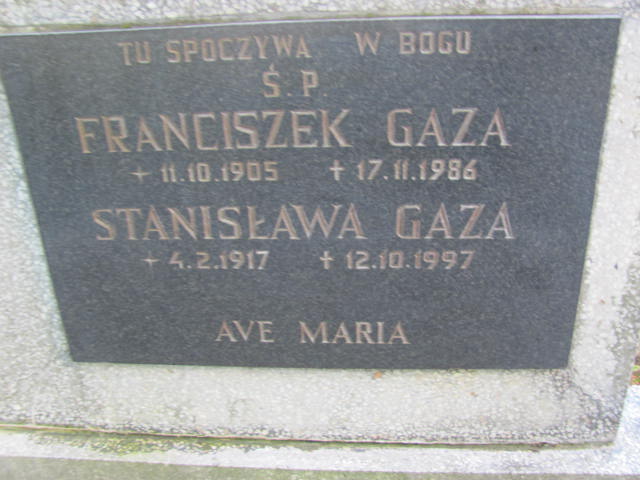 TU SPOCZYWA W BOGU
Ś.P.
FRANCISZEK GAZA
+ 11.10.1905 † 17.11.1986
STANISŁAWA GAZA
+ 4.2.1917 † 12.10.1997
AVE MARIA